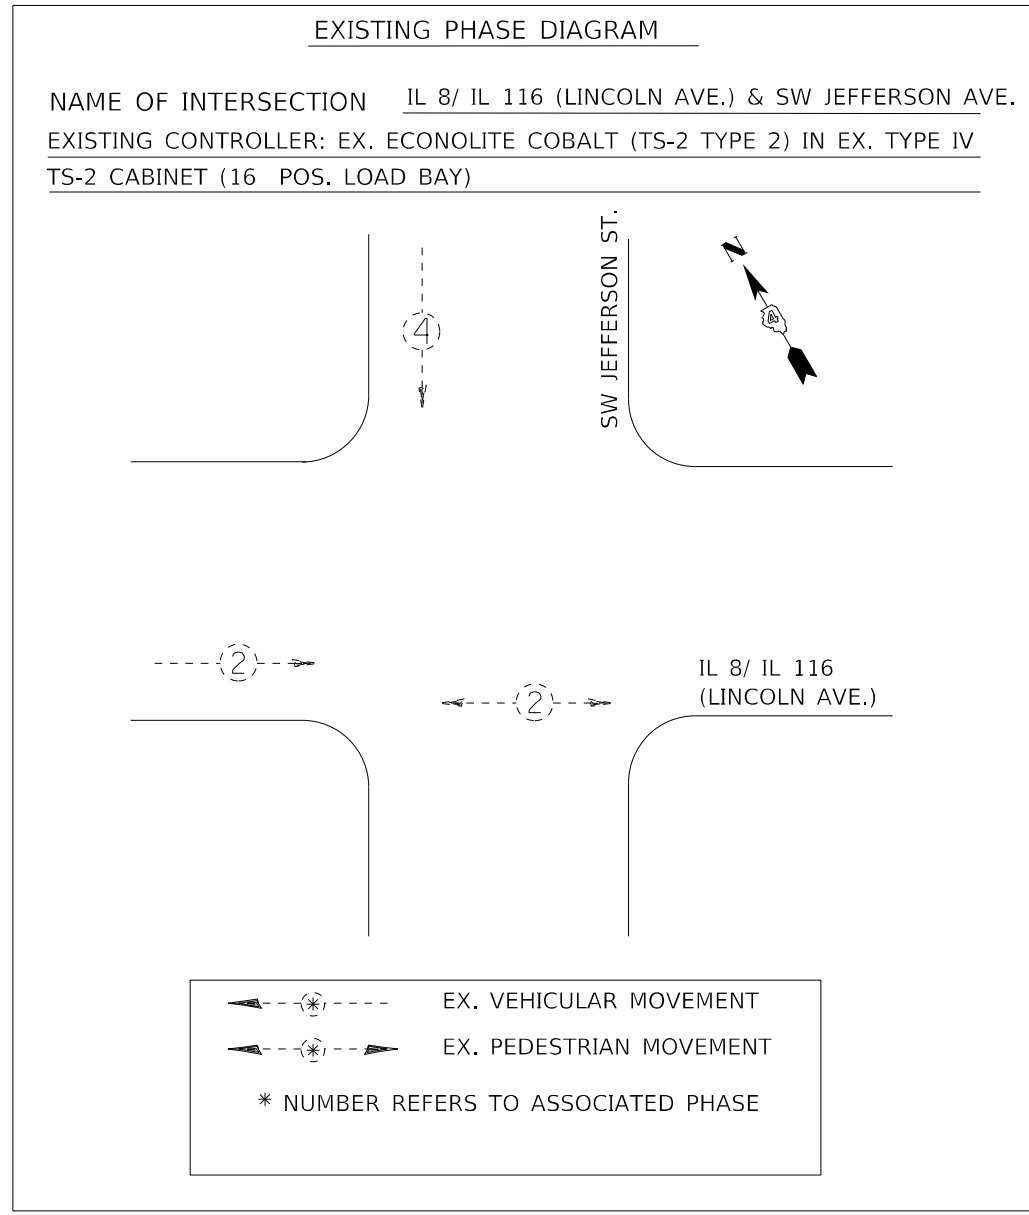 EXISTING PHASE DIAGRAM
NAME OF INTERSECTION IL 8/ IL 116 (LINCOLN AVE.) & SW JEFFERSON AVE.
EXISTING CONTROLLER: EX. ECONOLITE COBALT (TS-2 TYPE 2) IN EX. TYPE IV
TS-2 CABINET (16 POS. LOAD BAY)
SW JEFFERSON ST.
N
4
4
2
2
IL 8/ IL 116
(LINCOLN AVE.)
* EX. VEHICULAR MOVEMENT
* EX. PEDESTRIAN MOVEMENT
* NUMBER REFERS TO ASSOCIATED PHASE